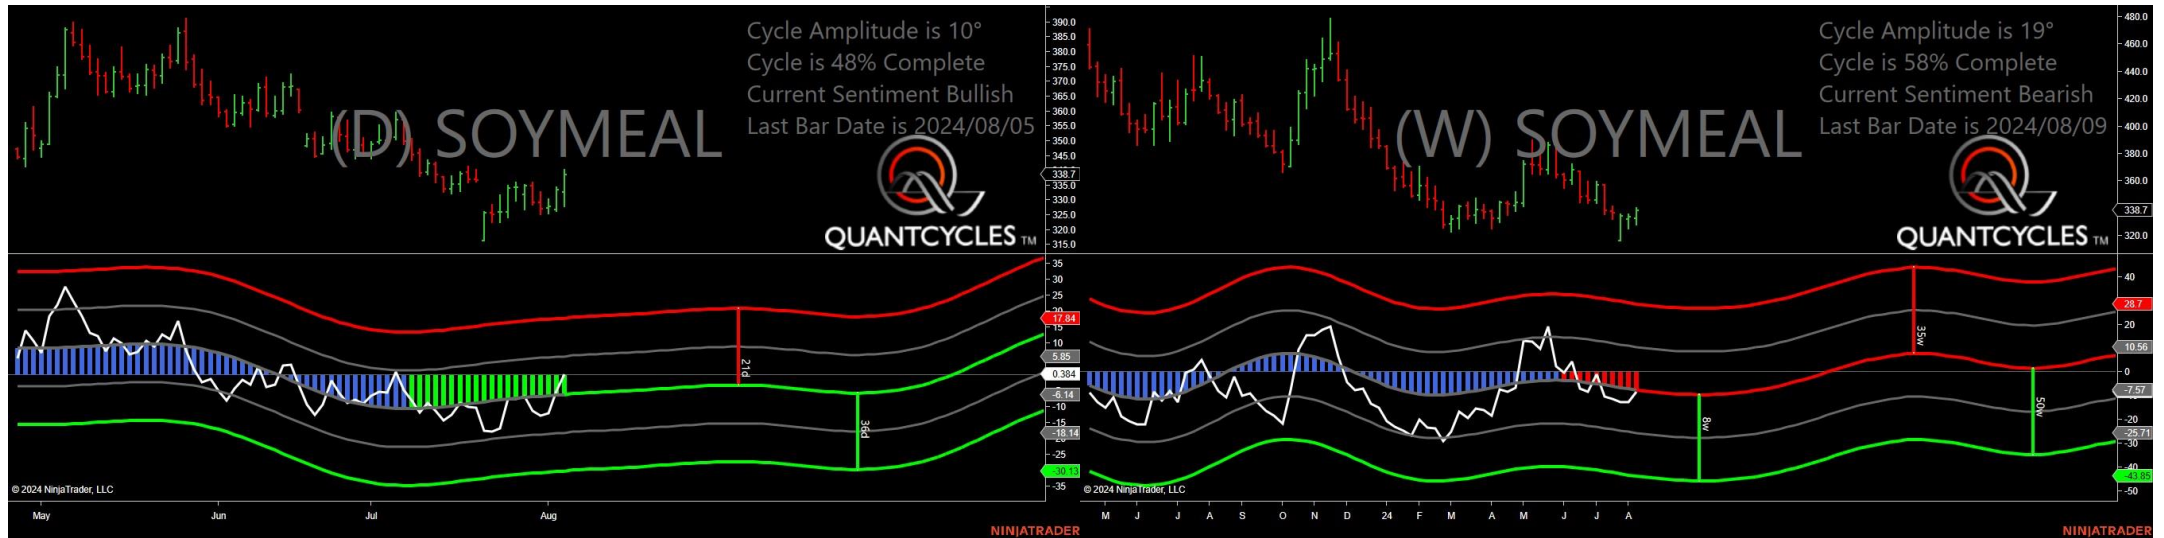 Cycle Amplitude is 10°
Cycle is 48% Complete
Current Sentiment Bullish
Last Bar Date is 2024/08/05
(D) SOYMEAL
QUANTCYCLES TM
390.0
385.0
380.0
375.0
370.0
365.0
360.0
355.0
350.0
345.0
338.7
335.0
330.0
325.0
320.0
315.0
35
30
25
20
17.84
15
10
5.85
0.384
-6.14
-10
-18.14
-25
-30.13
-35
21d
36d
© 2024 NinjaTrader, LLC
May Jun Jul Aug
NINJATRADER
Cycle Amplitude is 19°
Cycle is 58% Complete
Current Sentiment Bearish
Last Bar Date is 2024/08/09
(W) SOYMEAL
QUANTCYCLES TM
480.0
460.0
440.0
420.0
400.0
380.0
360.0
338.7
320.0
40
28.7
20
10.56
0
-7.57
-20
-25.71
-30
-40
-43.85
-50
35w
8w
50w
© 2024 NinjaTrader, LLC
M J J A S O N D 24 F M A M J J A
NINJATRADER